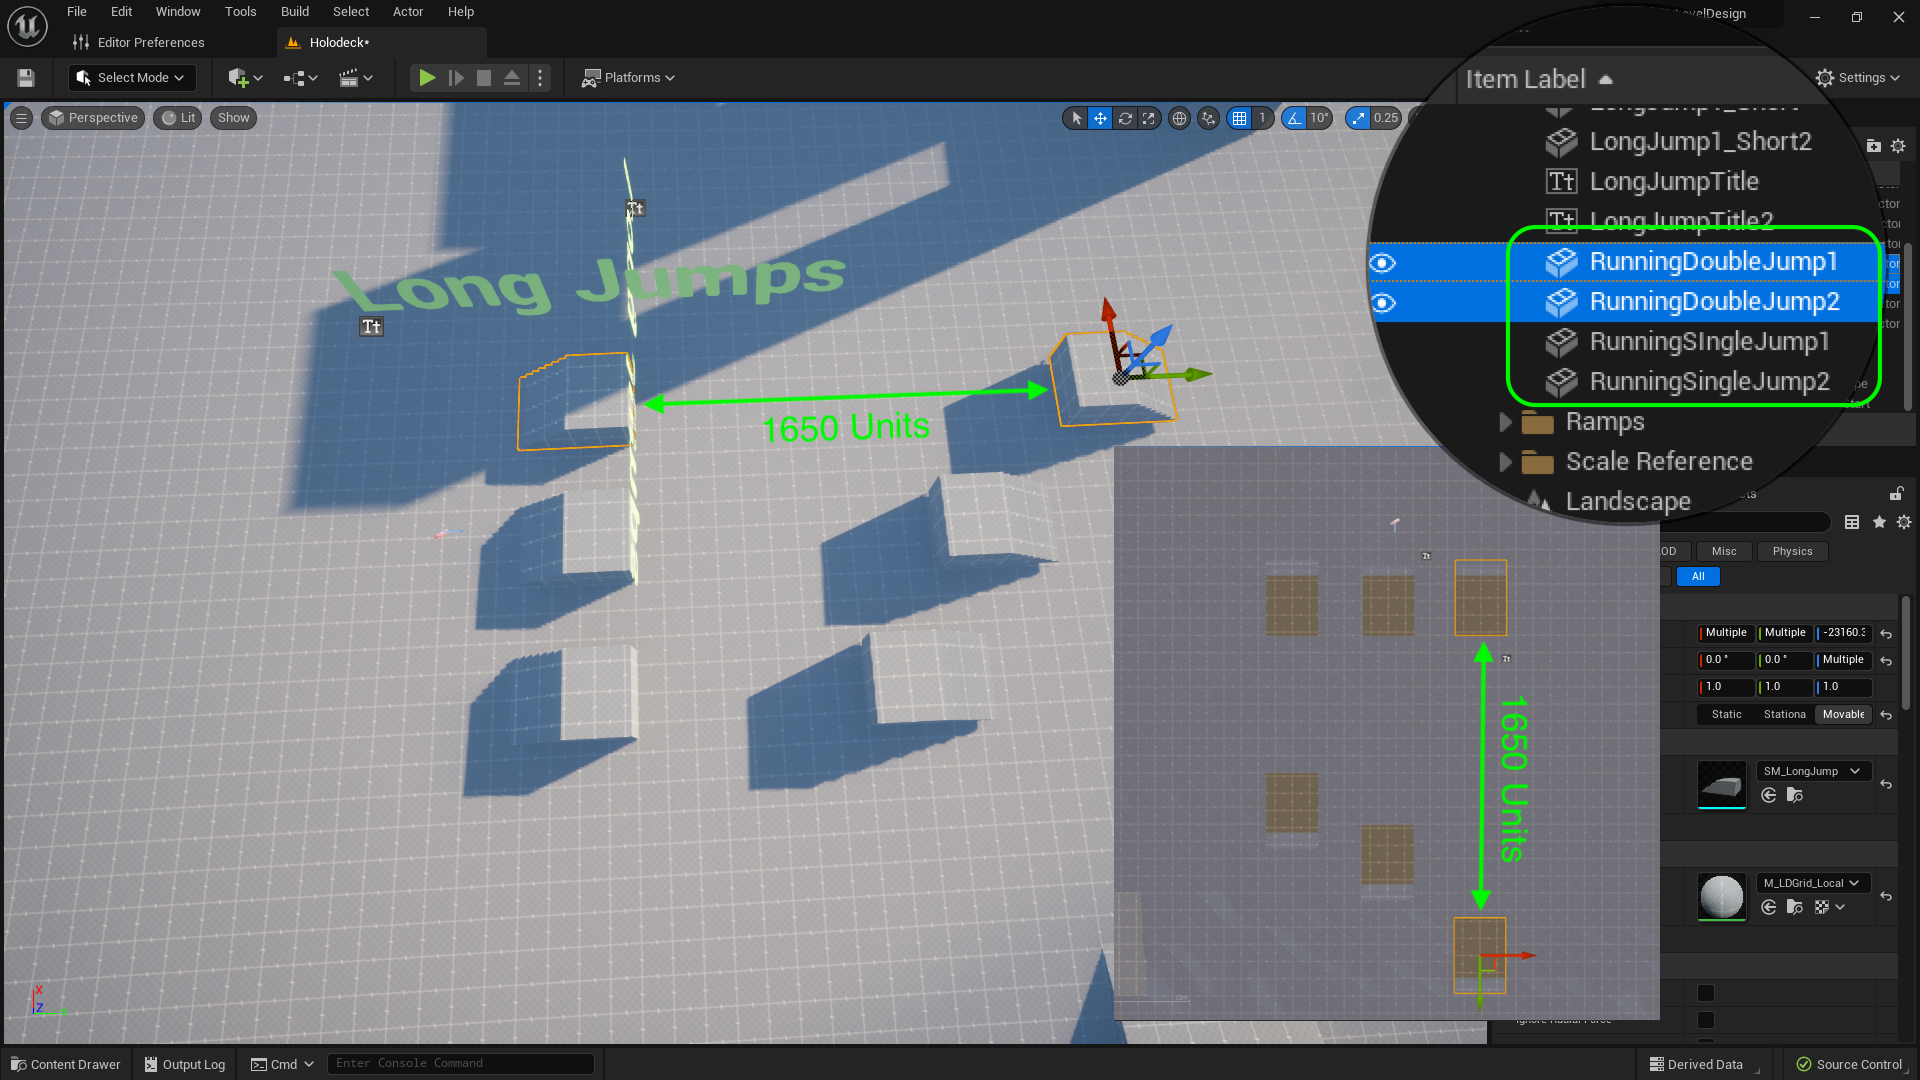 File Edit Window Tools Build Select Actor Help
Editor Preferences
Holodeck*
Select Mode
Platforms
Settings
Perspective
Lit
Show
1
10°
0.25
Item Label
LongJump1_Short2
LongJumpTitle
LongJumpTitle2
RunningDoubleJump1
RunningDoubleJump2
RunningSIngleJump1
RunningSingleJump2
Ramps
Scale Reference
Landscape
Tt
Long Jumps
Tt
1650 Units
1650 Units
Misc
Physics
All
Multiple Multiple -23160.3
0.0 ° 0.0 ° Multiple
1.0 1.0 1.0
Static Stationa Movable
SM_LongJump
M_LDGrid_Local
X
Z
Y
Content Drawer
Output Log
Cmd
Enter Console Command
Derived Data
Source Control